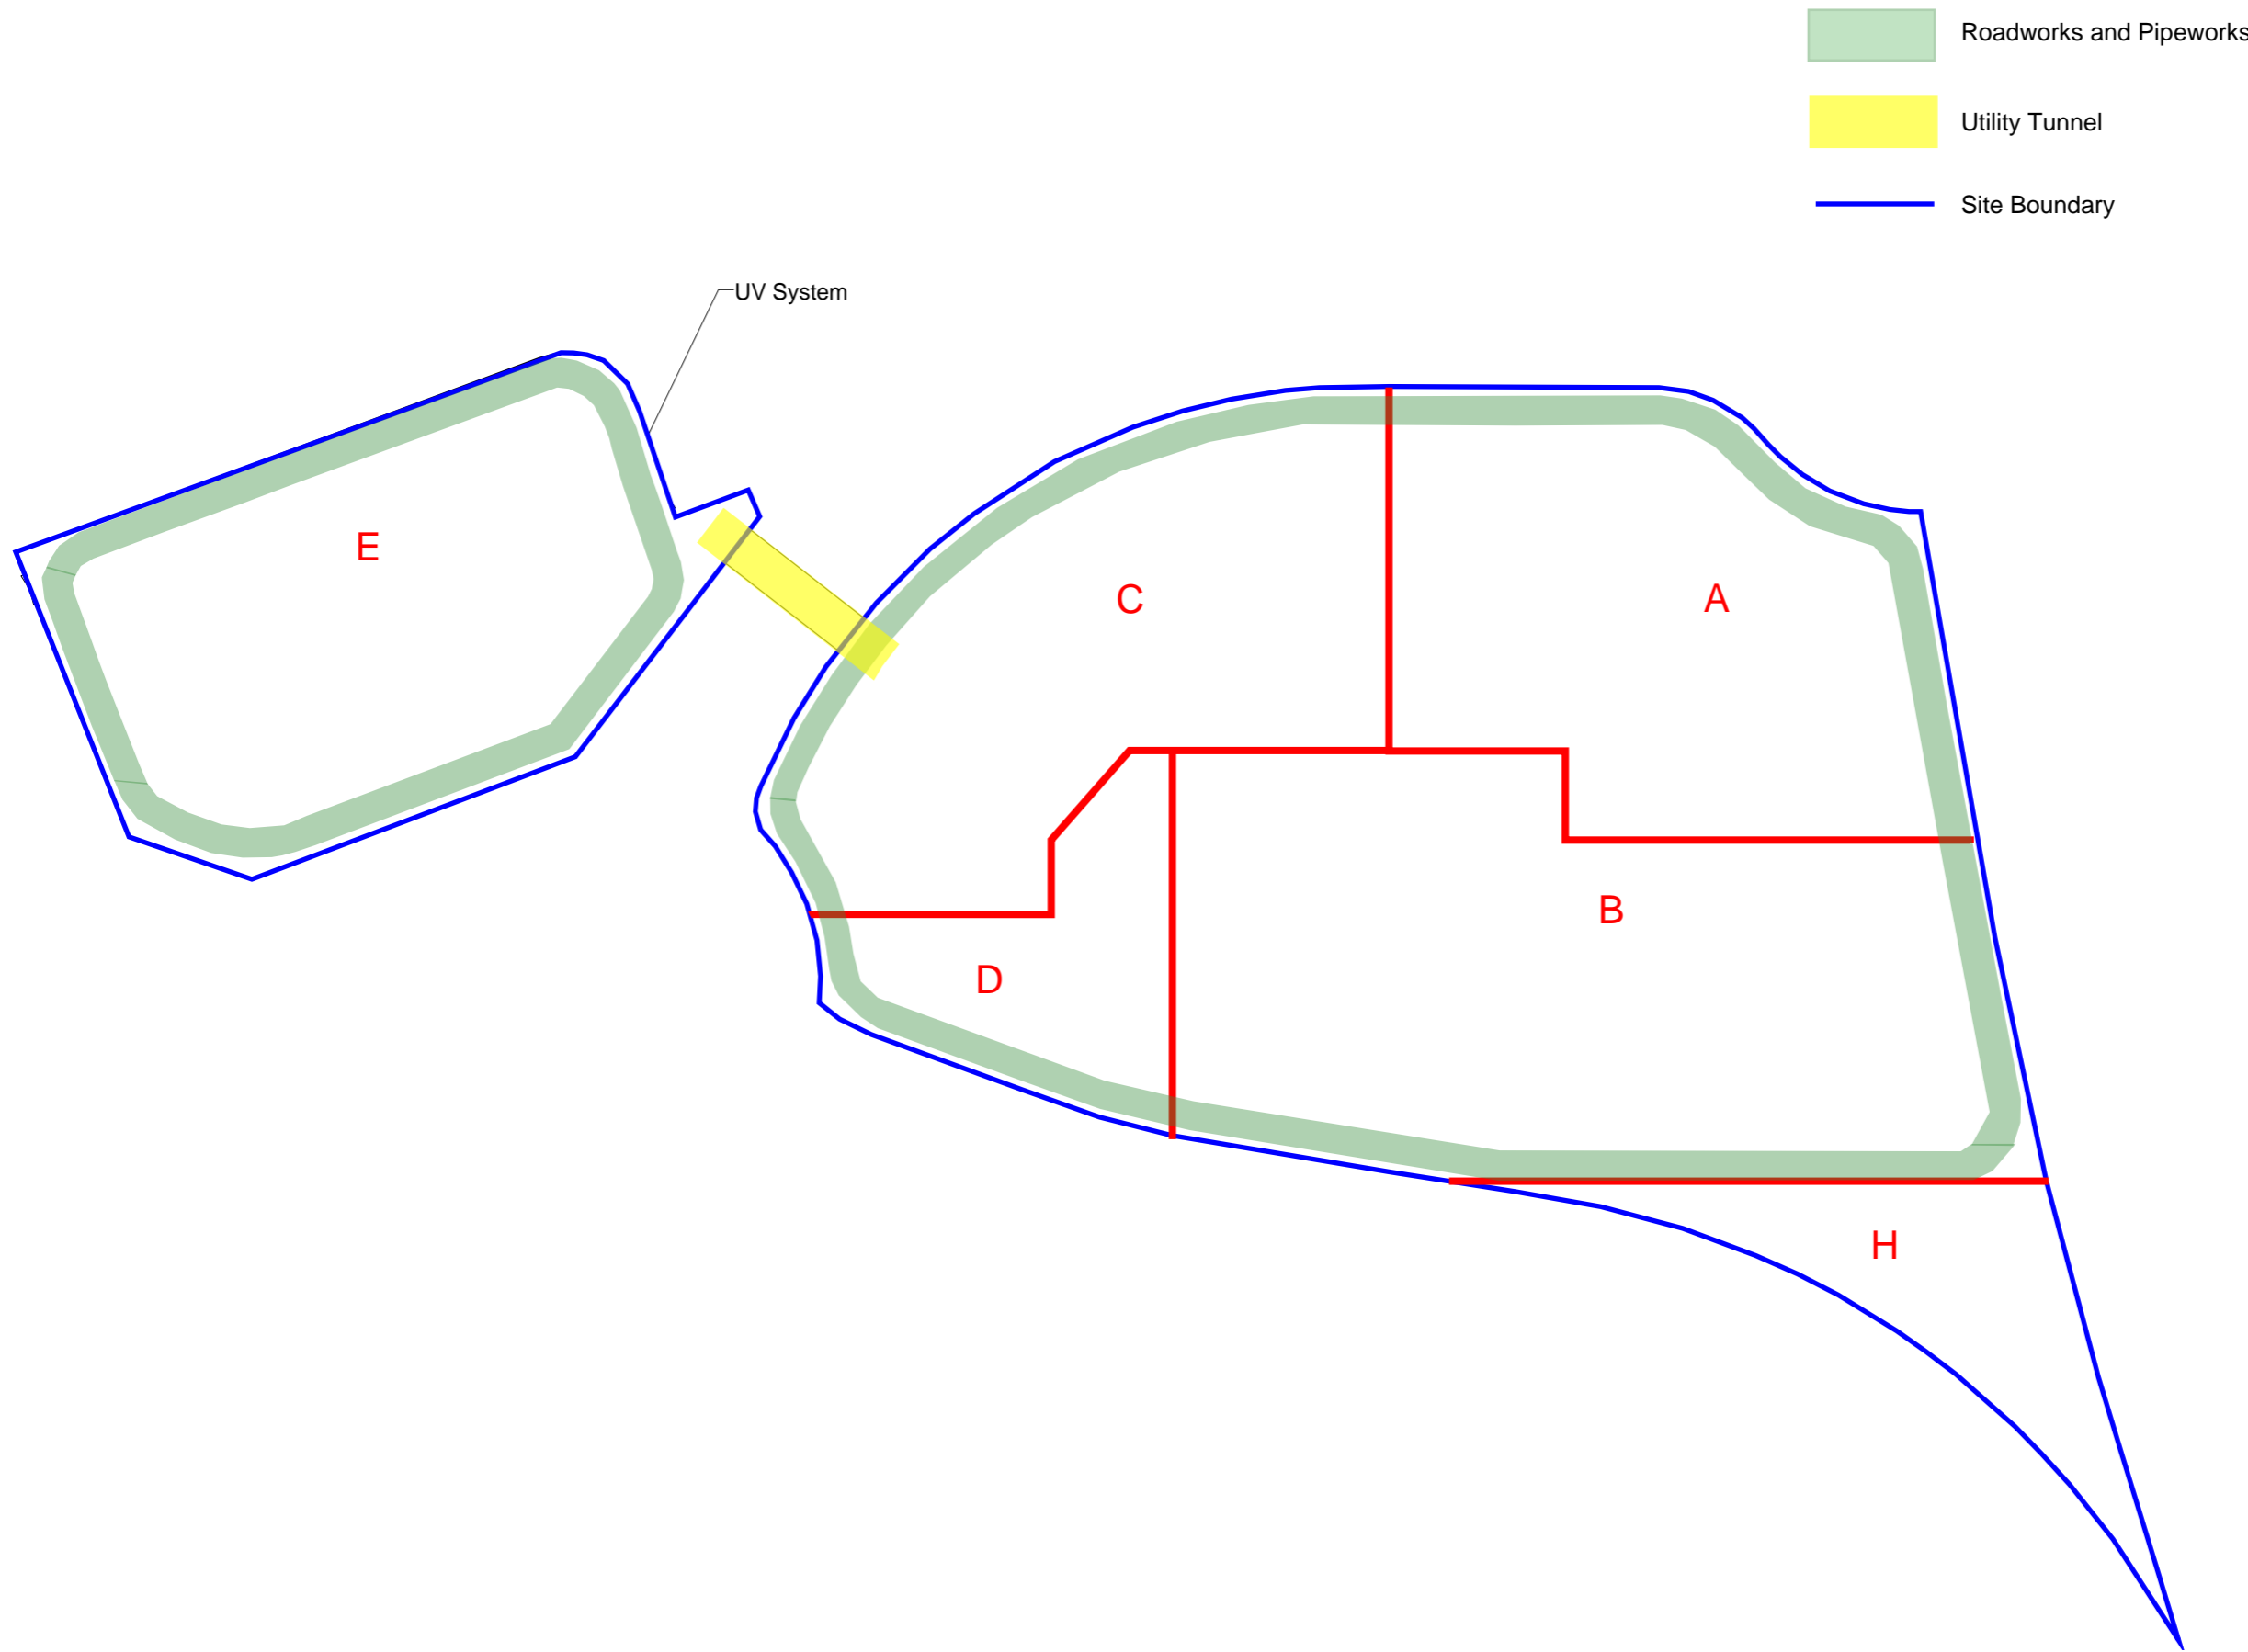 Roadworks and Pipeworks
Utility Tunnel
Site Boundary
UV System
E
C
A
B
D
H